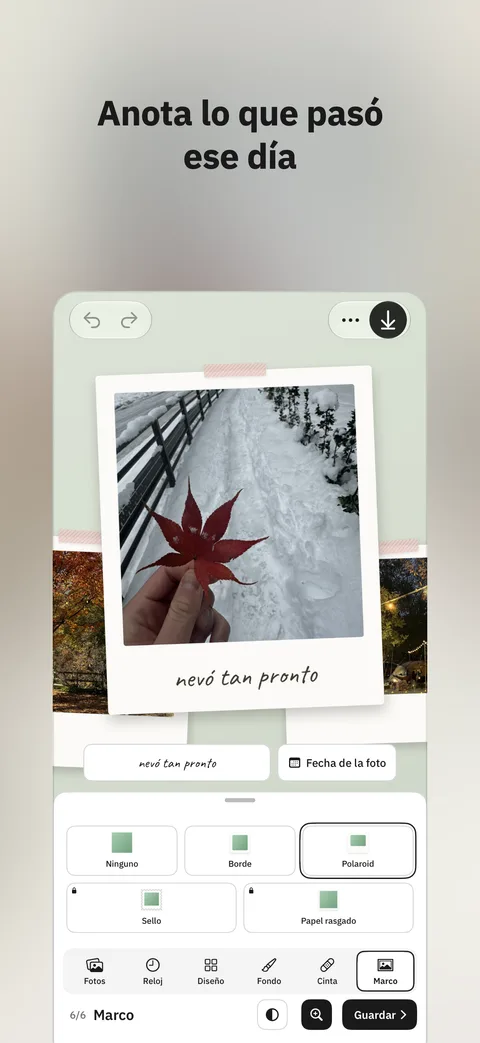 Anota lo que pasó
ese día
nevó tan pronto
nevó tan pronto
Fecha de la foto
Ninguno
Borde
Polaroid
Sello
Papel rasgado
Fotos
Reloj
Diseño
Fondo
Cinta
Marco
6/6 Marco
Guardar